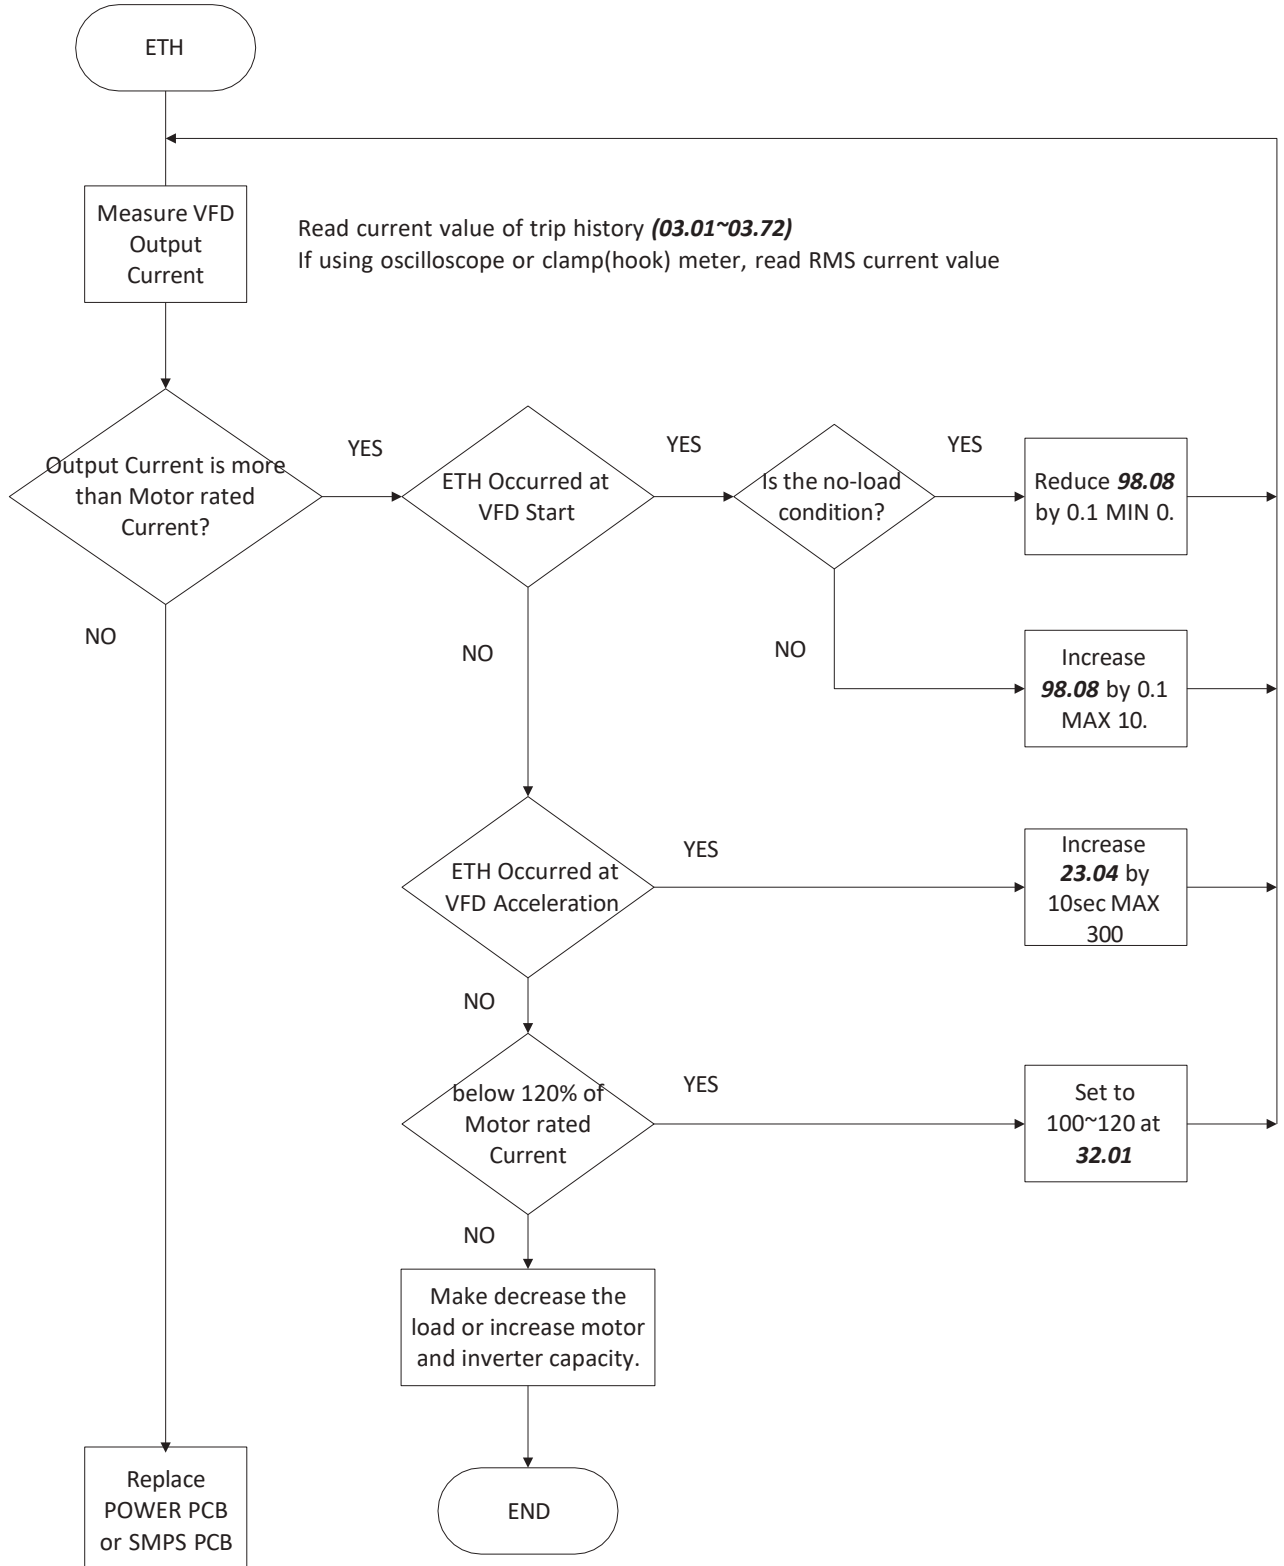 ETH
Measure VFD
Output
Current
Read current value of trip history (03.01~03.72)
If using oscilloscope or clamp(hook) meter, read RMS current value
Output Current is more
than Motor rated
Current?
YES
ETH Occurred at
VFD Start
YES
Is the no-load
condition?
YES
Reduce 98.08
by 0.1 MIN 0.
NO
NO
NO
Increase
98.08 by 0.1
MAX 10.
ETH Occurred at
VFD Acceleration
YES
Increase
23.04 by
10sec MAX
300
NO
below 120% of
Motor rated
Current
YES
Set to
100~120 at
32.01
NO
Make decrease the
load or increase motor
and inverter capacity.
Replace
POWER PCB
or SMPS PCB
END